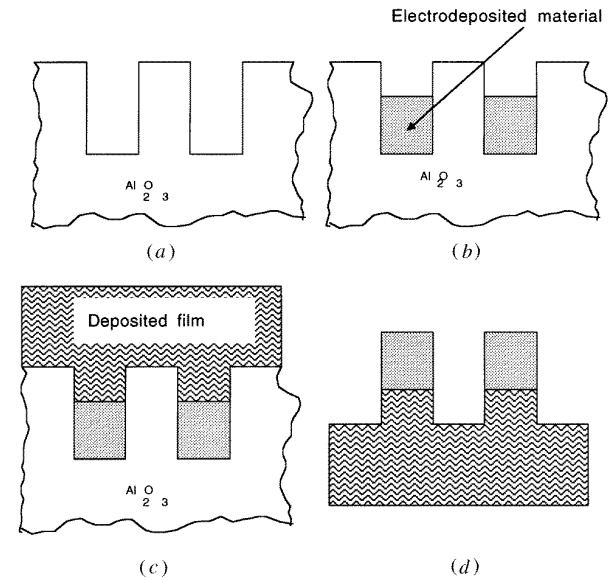 Electrodeposited material
Al O
2 3
(a)
Al O
2 3
(b)
Deposited film
Al O
2 3
(c)
(d)